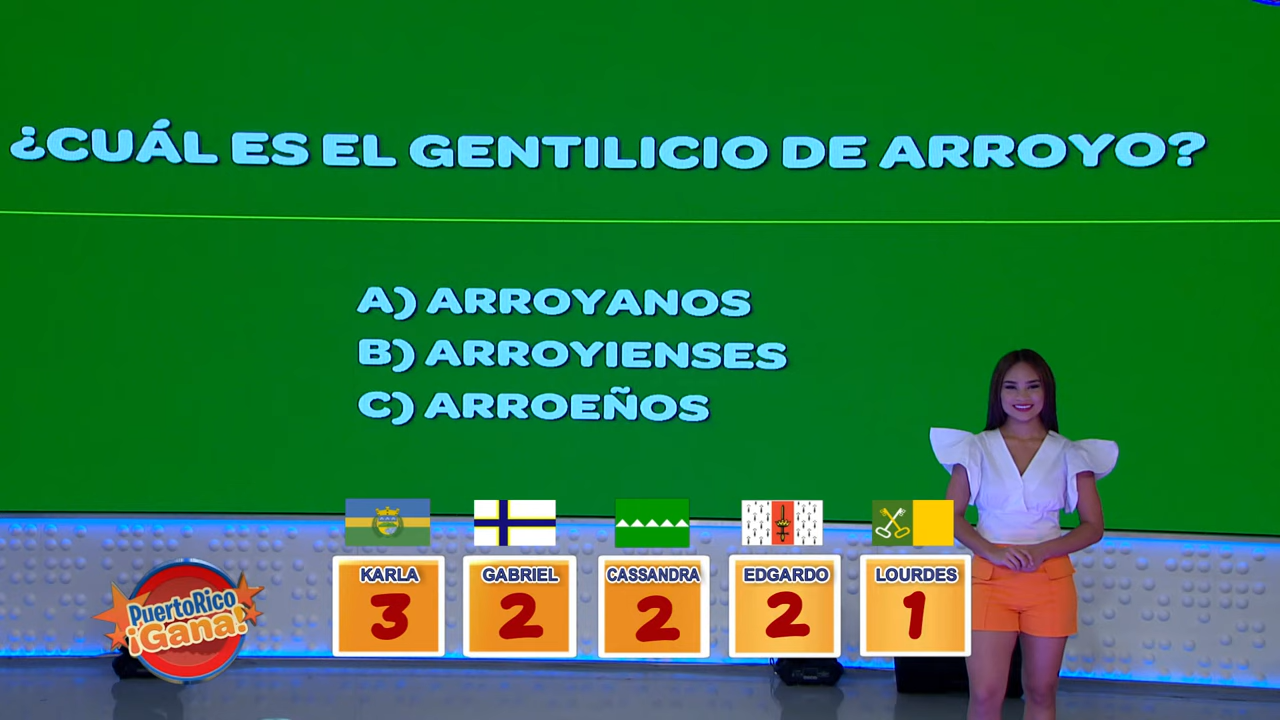 ¿CUÁL ES EL GENTILICIO DE ARROYO?
A) ARROYANOS
B) ARROYIENSES
C) ARROEÑOS
KARLA
3
GABRIEL
2
CASSANDRA
2
EDGARDO
2
LOURDES
1
PuertoRico
¡Gana!